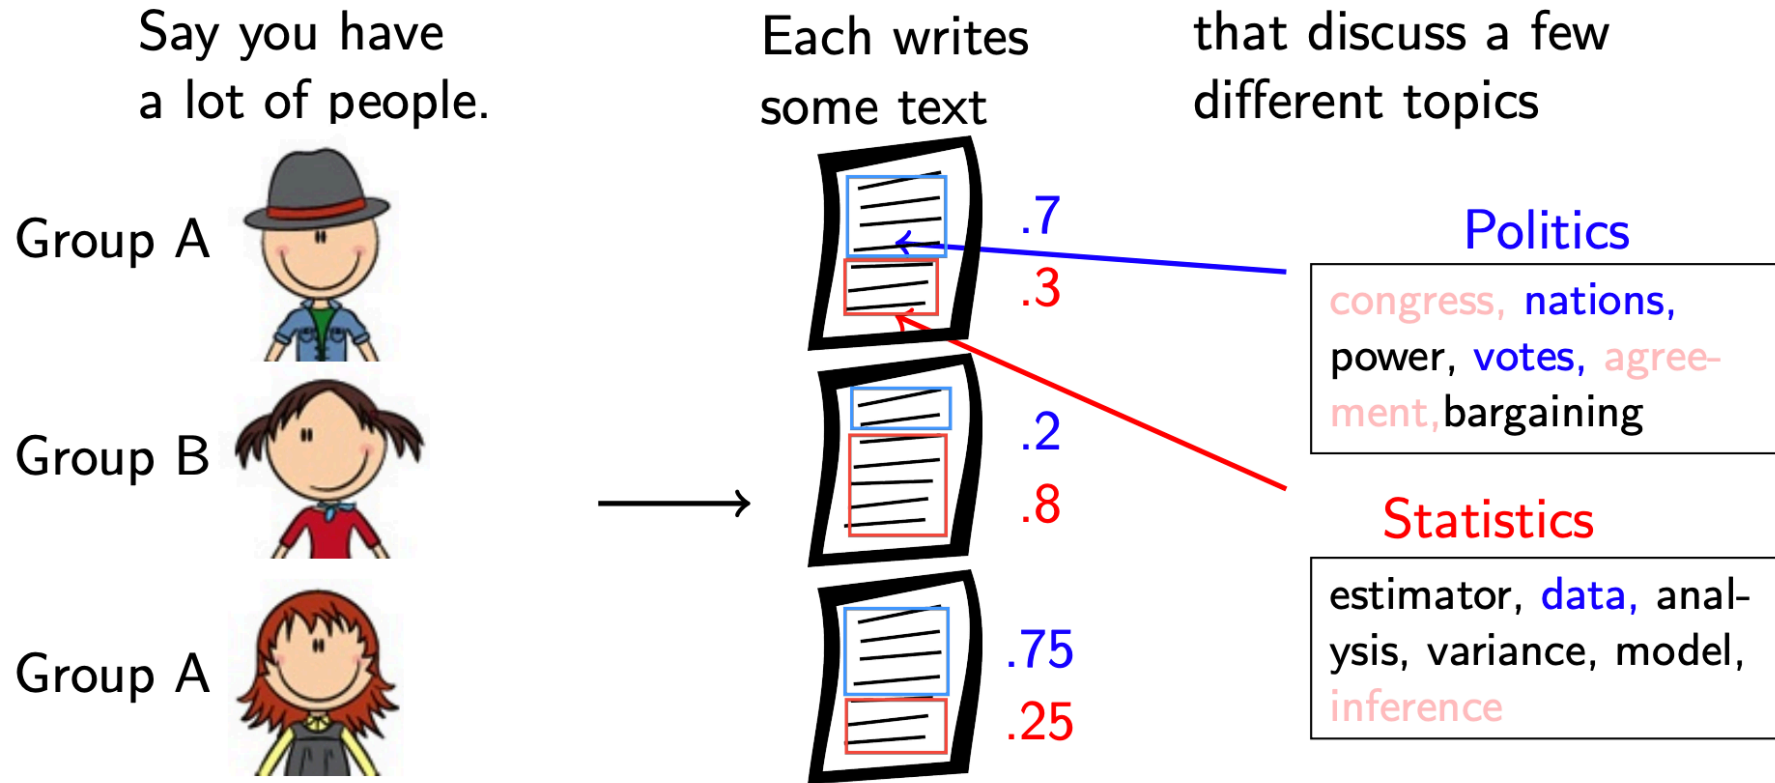 Say you have
a lot of people.
Each writes
some text
that discuss a few
different topics
Group A
.7
.3
Politics
congress, nations,
power, votes, agree-
ment,bargaining
Group B
.2
.8
Statistics
estimator, data, anal-
ysis, variance, model,
inference
Group A
.75
.25